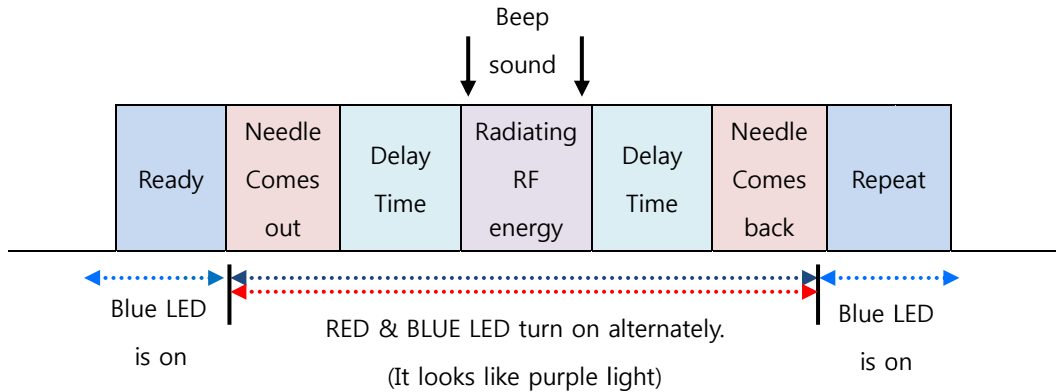 Beep
sound
Ready
Needle
Comes
out
Delay
Time
Radiating
RF
energy
Delay
Time
Needle
Comes
back
Repeat
Blue LED
is on
RED & BLUE LED turn on alternately.
(It looks like purple light)
Blue LED
is on